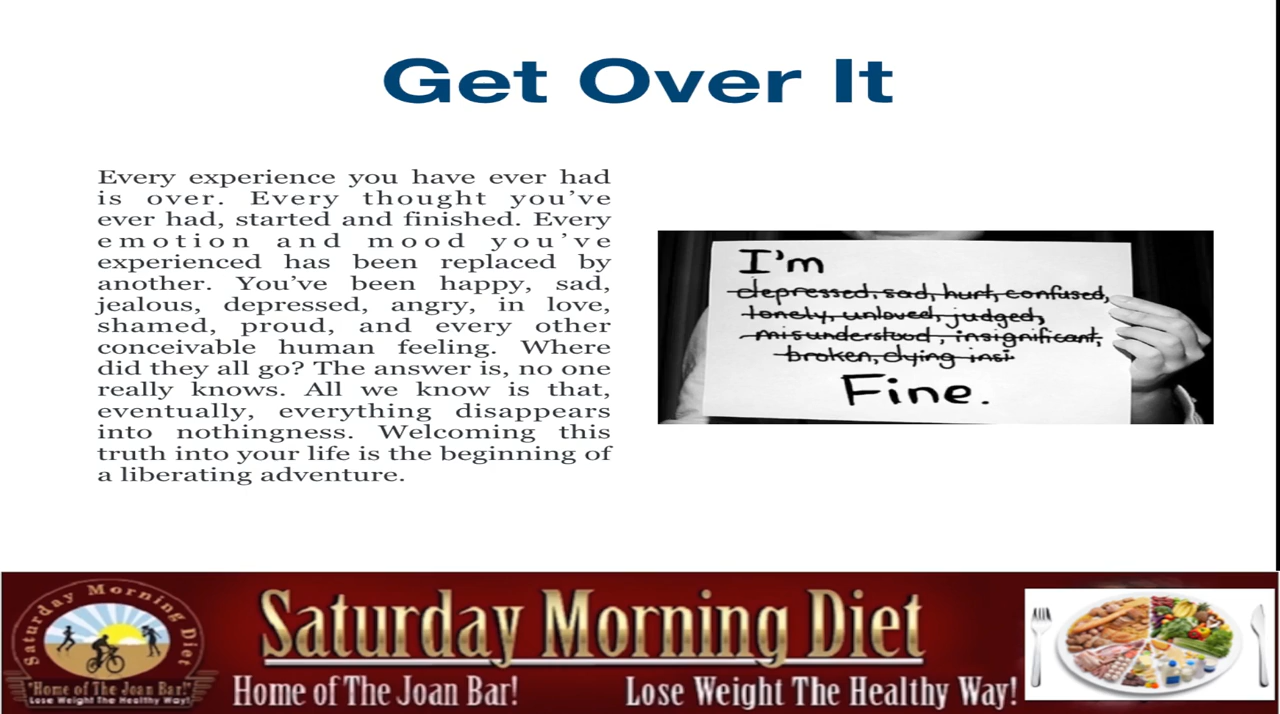 Get Over It
Every experience you have ever had
is over. Every thought you've
ever had, started and finished. Every
emotion and mood you've
experienced has been replaced by
another. You've been happy, sad,
jealous, depressed, angry, in love,
shamed, proud, and every other
conceivable human feeling. Where
did they all go? The answer is, no one
really knows. All we know is that,
eventually, everything disappears
into nothingness. Welcoming this
truth into your life is the beginning of
a liberating adventure.
I'm
depressed, sad, hurt, confused,
lonely, unloved, judged,
misunderstood, insignificant,
broken, dying insi
Fine.
Saturday Morning Diet
"Home of The Joan Bar!"
Lose Weight The Healthy Way!
Saturday Morning Diet
Home of The Joan Bar!
Lose Weight The Healthy Way!